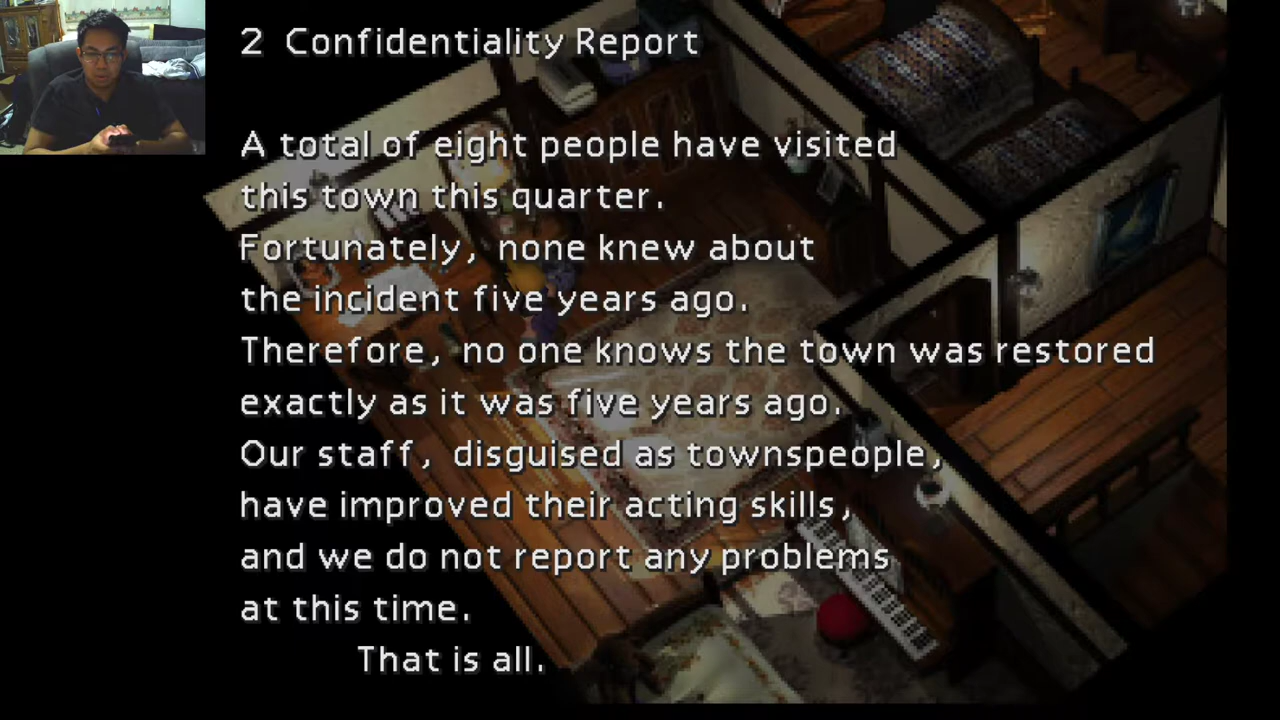 2 Confidentiality Report
A total of eight people have visited
this town this quarter.
Fortunately, none knew about
the incident five years ago.
Therefore, no one knows the town was restored
exactly as it was five years ago.
Our staff, disguised as townspeople,
have improved their acting skills,
and we do not report any problems
at this time.
That is all.